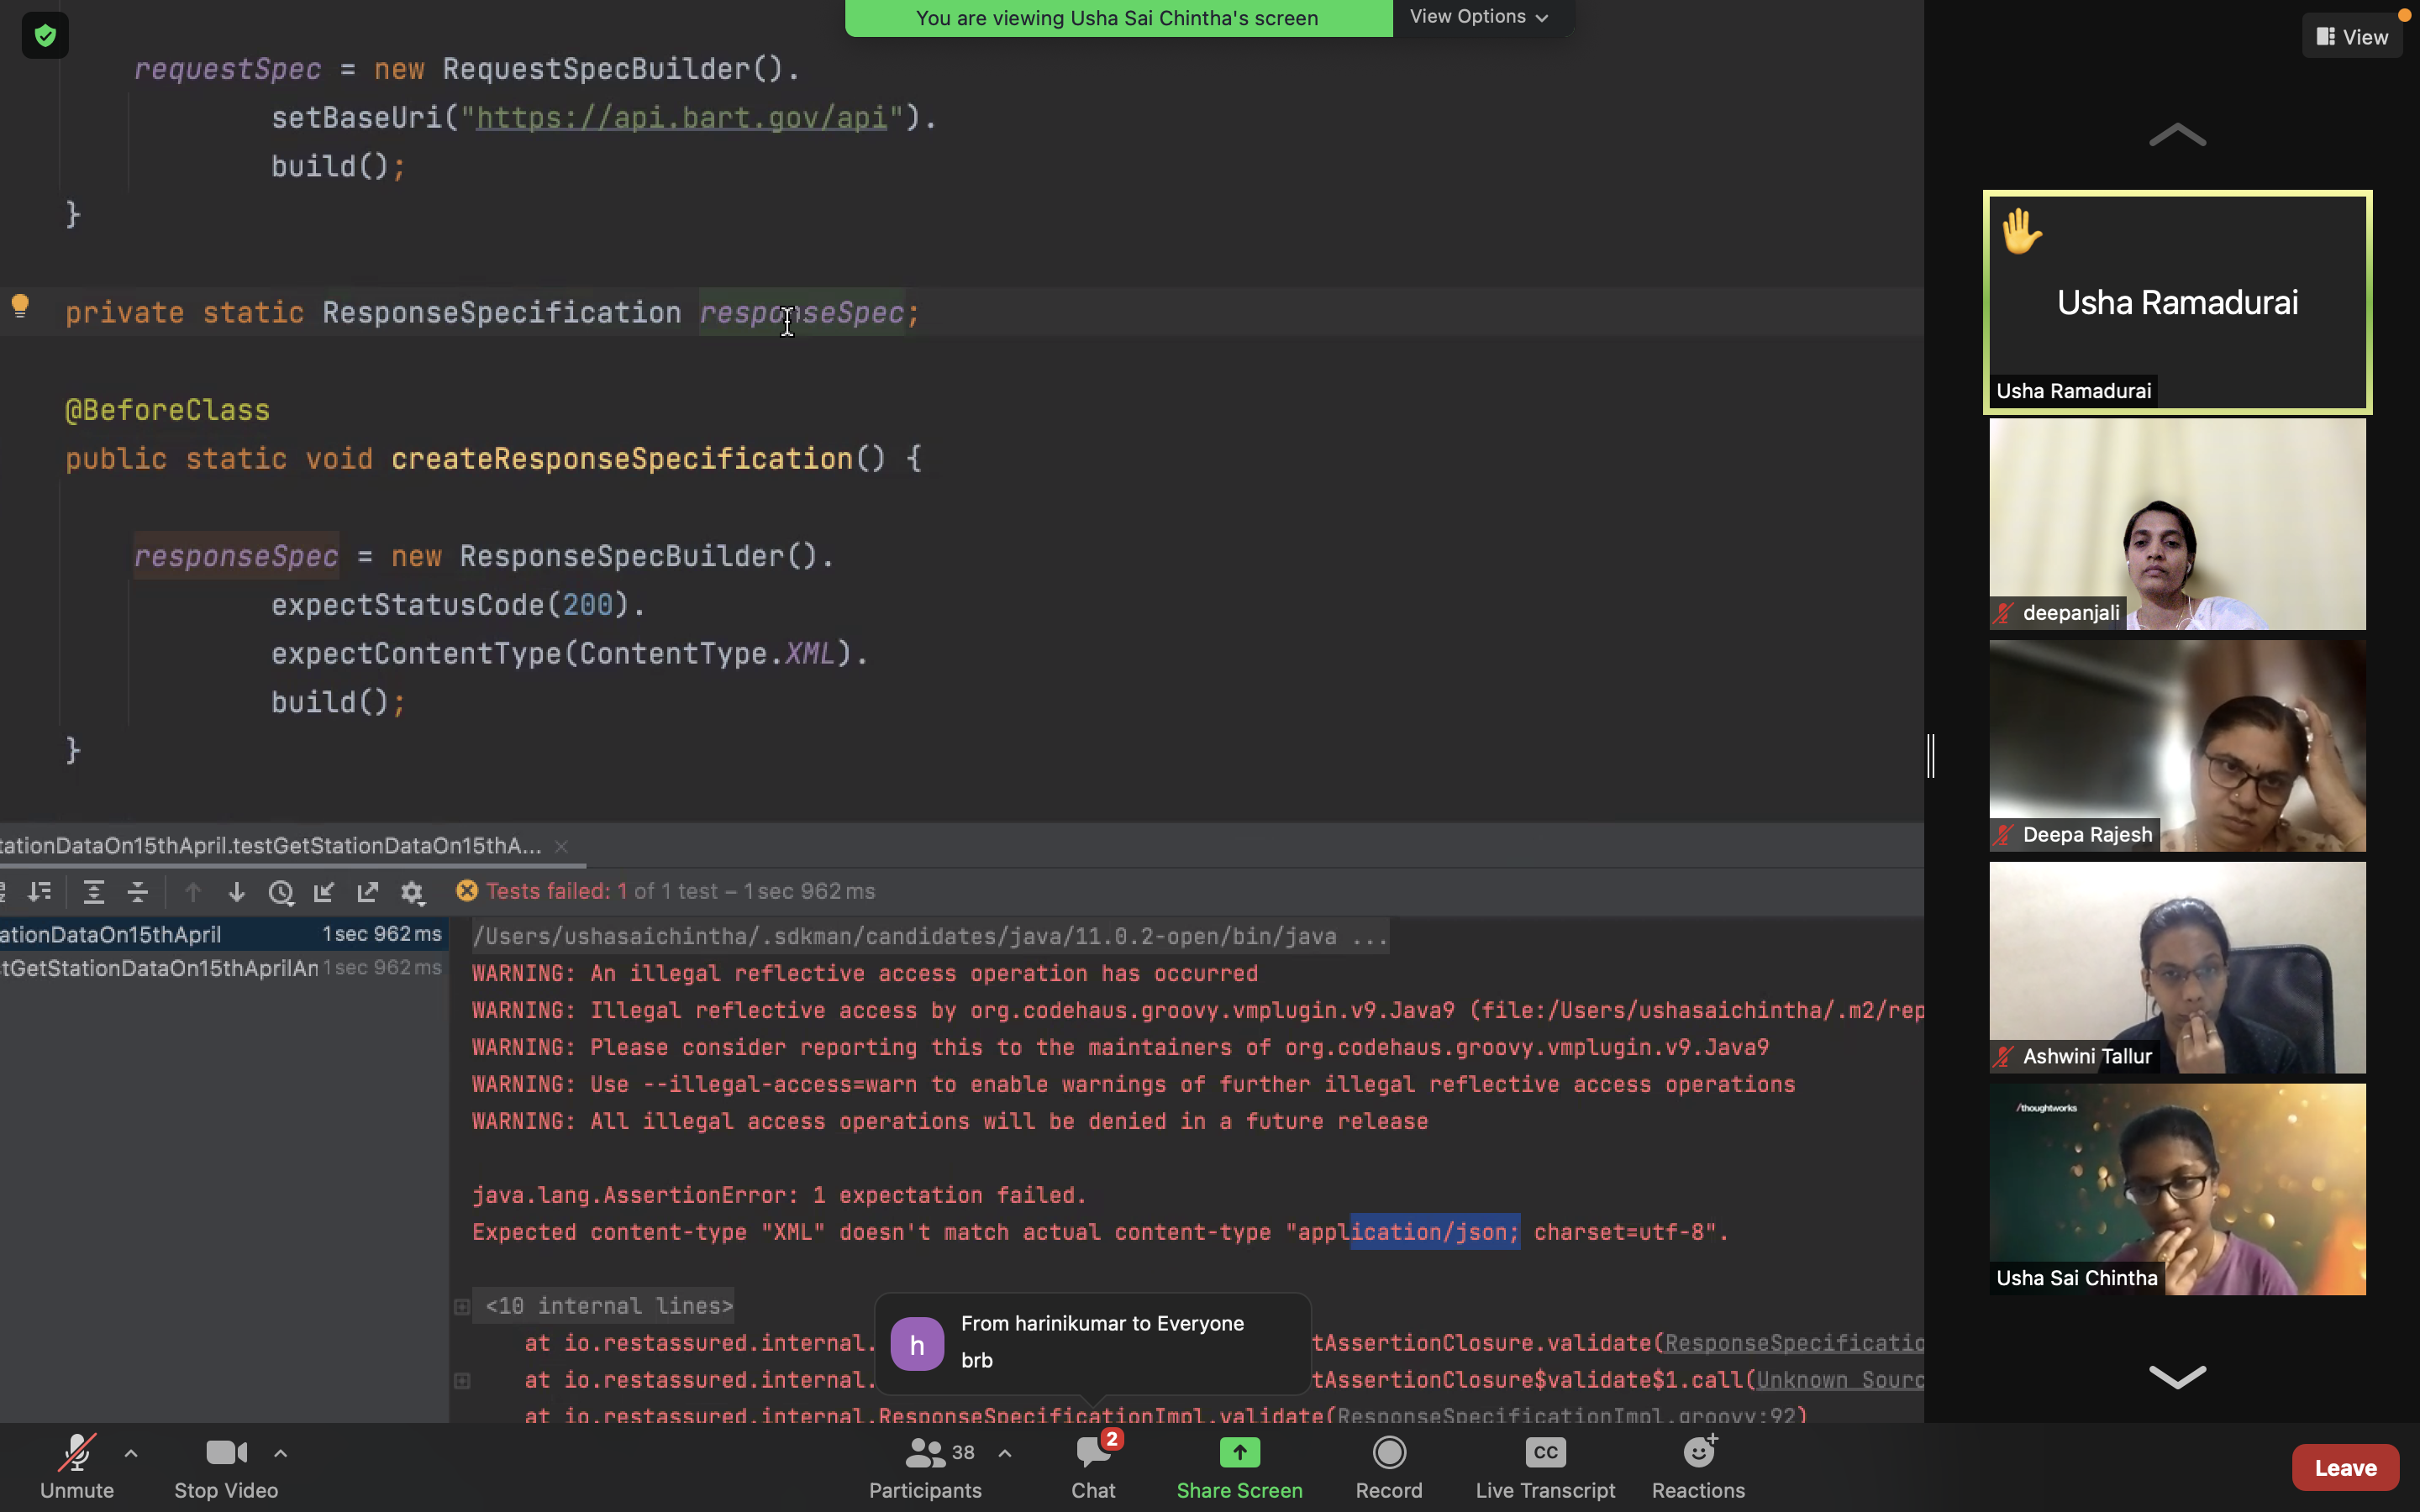 You are viewing Usha Sai Chintha's screen
View Options
View
requestSpec = new RequestSpecBuilder().
setBaseUri("https://api.bart.gov/api").
build();
}
private static ResponseSpecification responseSpec;
@BeforeClass
public static void createResponseSpecification() {
responseSpec = new ResponseSpecBuilder().
expectStatusCode(200).
expectContentType(ContentType.XML).
build();
}
tationDataOn15thApril.testGetStationDataOn15thA...
Tests failed: 1 of 1 test – 1 sec 962 ms
ationDataOn15thApril 1 sec 962 ms
tGetStationDataOn15thAprilAn 1 sec 962 ms
/Users/ushasaichintha/.sdkman/candidates/java/11.0.2-open/bin/java ...
WARNING: An illegal reflective access operation has occurred
WARNING: Illegal reflective access by org.codehaus.groovy.vmplugin.v9.Java9 (file:/Users/ushasaichintha/.m2/rep
WARNING: Please consider reporting this to the maintainers of org.codehaus.groovy.vmplugin.v9.Java9
WARNING: Use --illegal-access=warn to enable warnings of further illegal reflective access operations
WARNING: All illegal access operations will be denied in a future release
java.lang.AssertionError: 1 expectation failed.
Expected content-type "XML" doesn't match actual content-type "application/json; charset=utf-8".
<10 internal lines>
at io.restassured.internal. tAssertionClosure.validate(ResponseSpecificatio
at io.restassured.internal. tAssertionClosure$validate$1.call(Unknown Sourc
at io.restassured.internal.ResponseSpecificationImpl.validate(ResponseSpecificationImpl.groovy:92)
h
From harinikumar to Everyone
brb
Usha Ramadurai
Usha Ramadurai
deepanjali
Deepa Rajesh
Ashwini Tallur
/thoughtworks
Usha Sai Chintha
Unmute
Stop Video
38
Participants
2
Chat
Share Screen
Record
CC
Live Transcript
Reactions
Leave